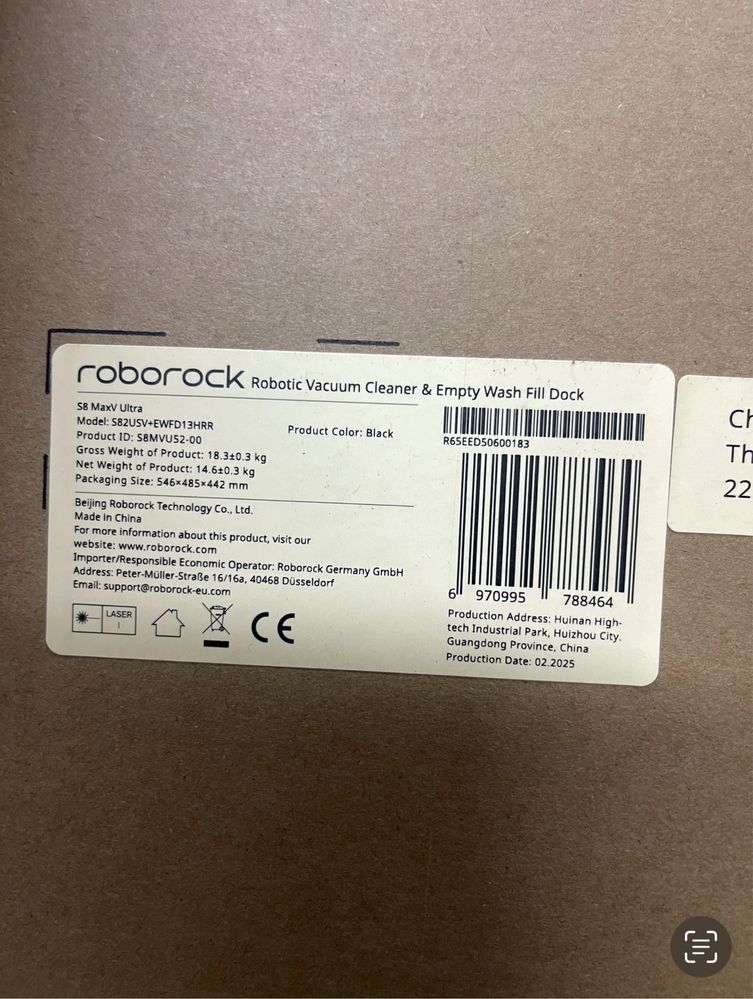 roborock Robotic Vacuum Cleaner & Empty Wash Fill Dock
S8 MaxV Ultra
Model: S82USV+EWFD13HRR
Product ID: S8MVU52-00
Gross Weight of Product: 18.3±0.3 kg
Net Weight of Product: 14.6±0.3 kg
Packaging Size: 546×485×442 mm
Product Color: Black
R65EED50600183
Beijing Roborock Technology Co., Ltd.
Made in China
For more information about this product, visit our
website: www.roborock.com
Importer/Responsible Economic Operator: Roborock Germany GmbH
Address: Peter-Müller-Straße 16/16a, 40468 Düsseldorf
Email: support@roborock-eu.com
LASER
I
CE
6 970995 788464
Production Address: Huinan High-
tech Industrial Park, Huizhou City.
Guangdong Province, China
Production Date: 02.2025
Ch
Th
22